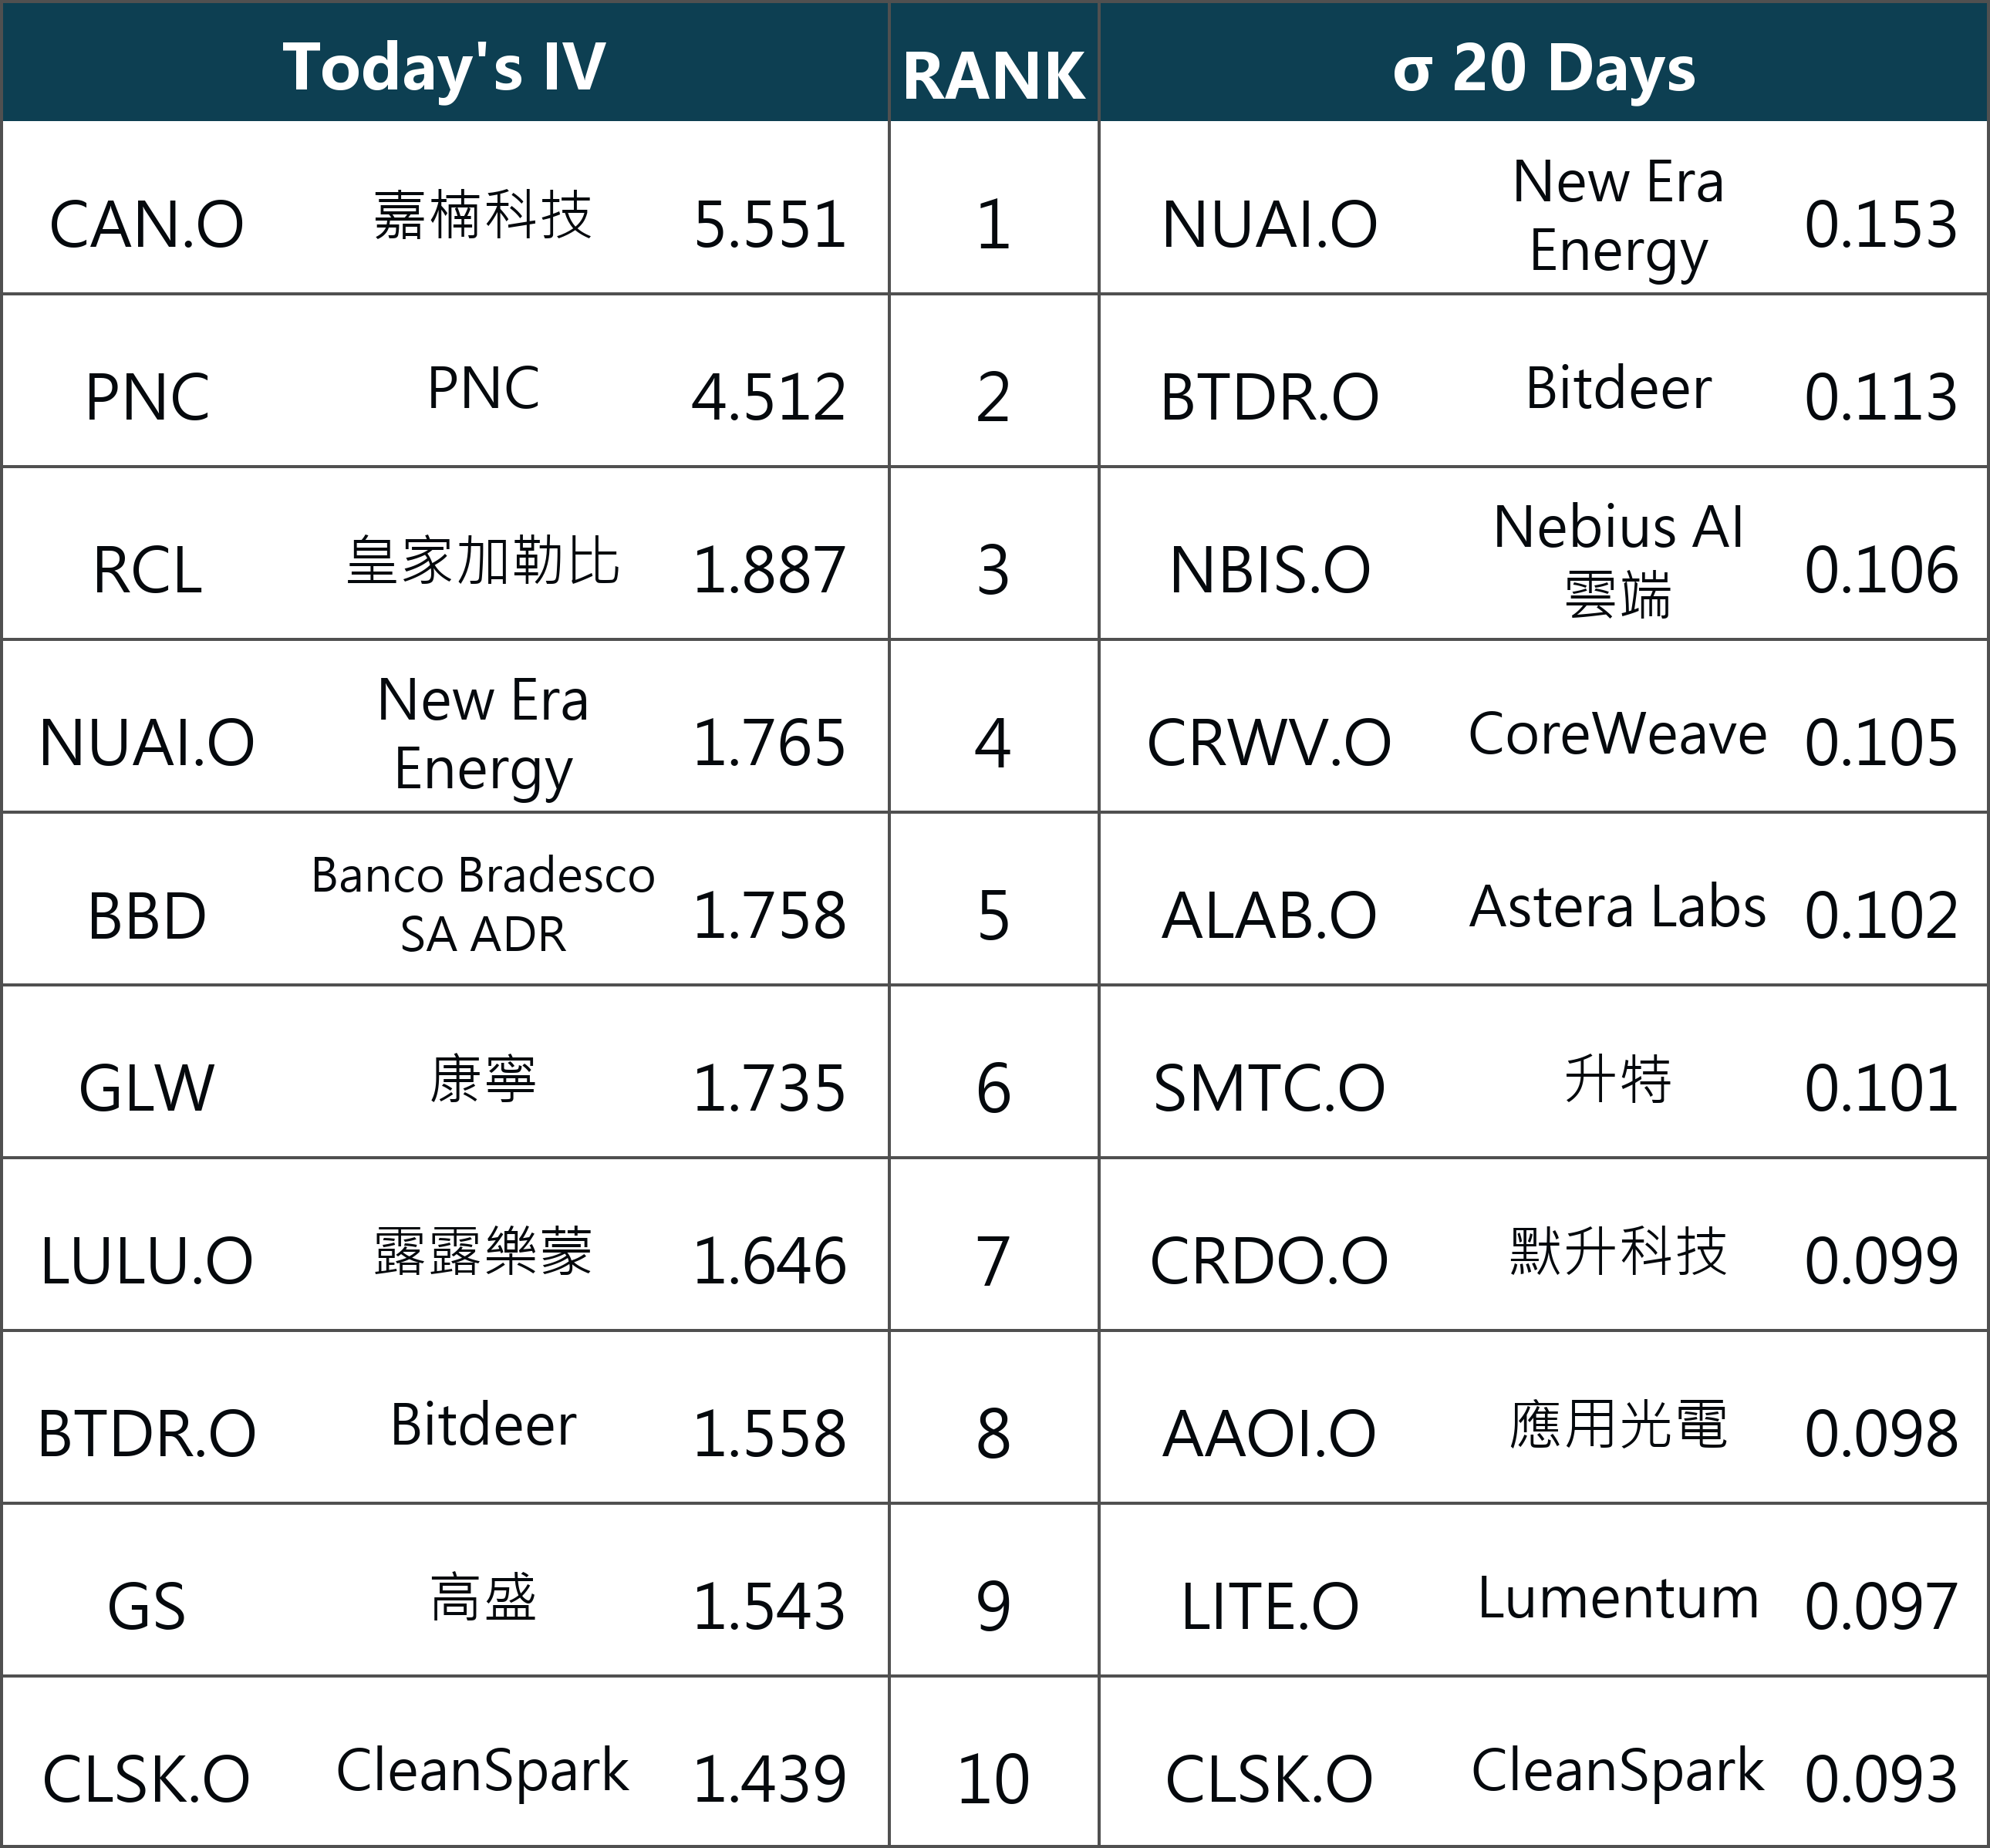 Today's IV RANK σ 20 Days
CAN.O 嘉楠科技 5.551 1 NUAI.O New Era Energy 0.153
PNC PNC 4.512 2 BTDR.O Bitdeer 0.113
RCL 皇家加勒比 1.887 3 NBIS.O Nebius AI 雲端 0.106
NUAI.O New Era Energy 1.765 4 CRWV.O CoreWeave 0.105
BBD Banco Bradesco SA ADR 1.758 5 ALAB.O Astera Labs 0.102
GLW 康寧 1.735 6 SMTC.O 升特 0.101
LULU.O 露露樂蒙 1.646 7 CRDO.O 默升科技 0.099
BTDR.O Bitdeer 1.558 8 AAOI.O 應用光電 0.098
GS 高盛 1.543 9 LITE.O Lumentum 0.097
CLSK.O CleanSpark 1.439 10 CLSK.O CleanSpark 0.093